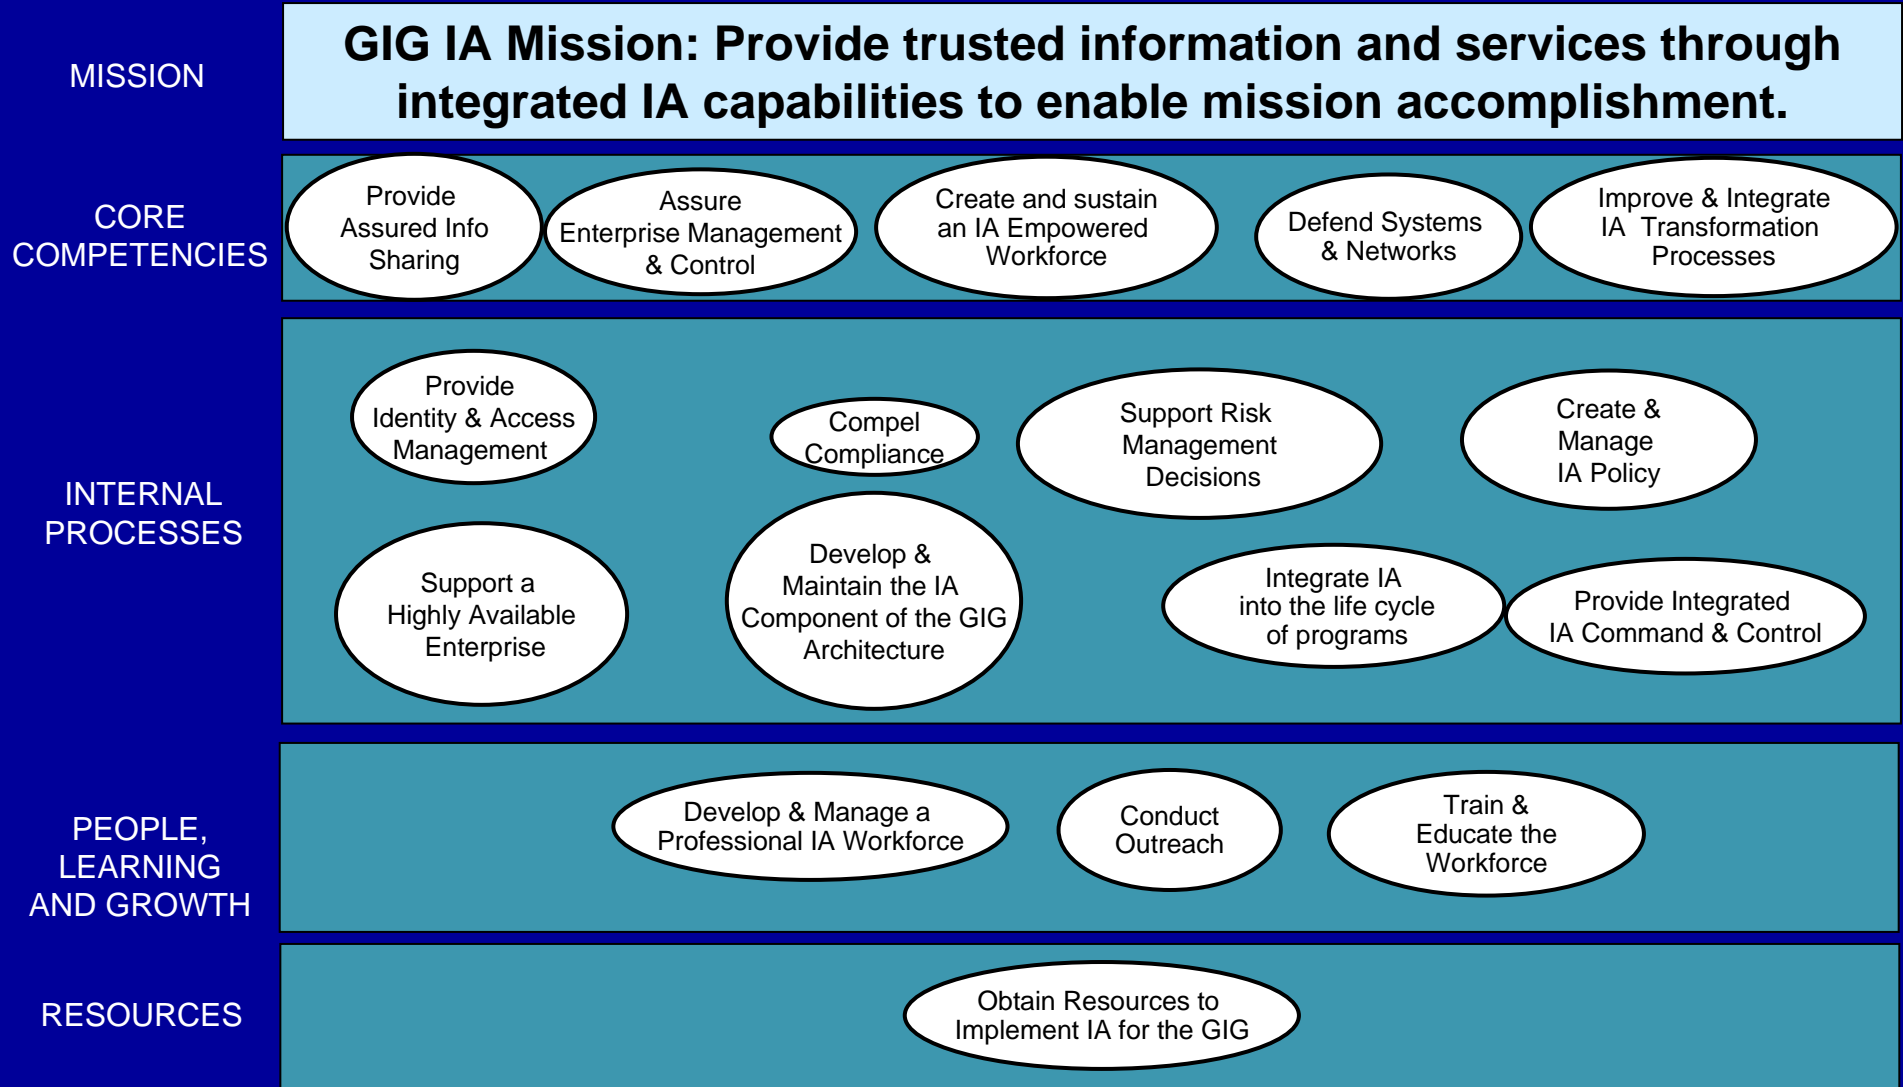 MISSION
GIG IA Mission: Provide trusted information and services through
integrated IA capabilities to enable mission accomplishment.
CORE
COMPETENCIES
Provide
Assured Info
Sharing
Assure
Enterprise Management
& Control
Create and sustain
an IA Empowered
Workforce
Defend Systems
& Networks
Improve & Integrate
IA Transformation
Processes
INTERNAL
PROCESSES
Provide
Identity & Access
Management
Compel
Compliance
Support Risk
Management
Decisions
Create &
Manage
IA Policy
Support a
Highly Available
Enterprise
Develop &
Maintain the IA
Component of the GIG
Architecture
Integrate IA
into the life cycle
of programs
Provide Integrated
IA Command & Control
PEOPLE,
LEARNING
AND GROWTH
Develop & Manage a
Professional IA Workforce
Conduct
Outreach
Train &
Educate the
Workforce
RESOURCES
Obtain Resources to
Implement IA for the GIG